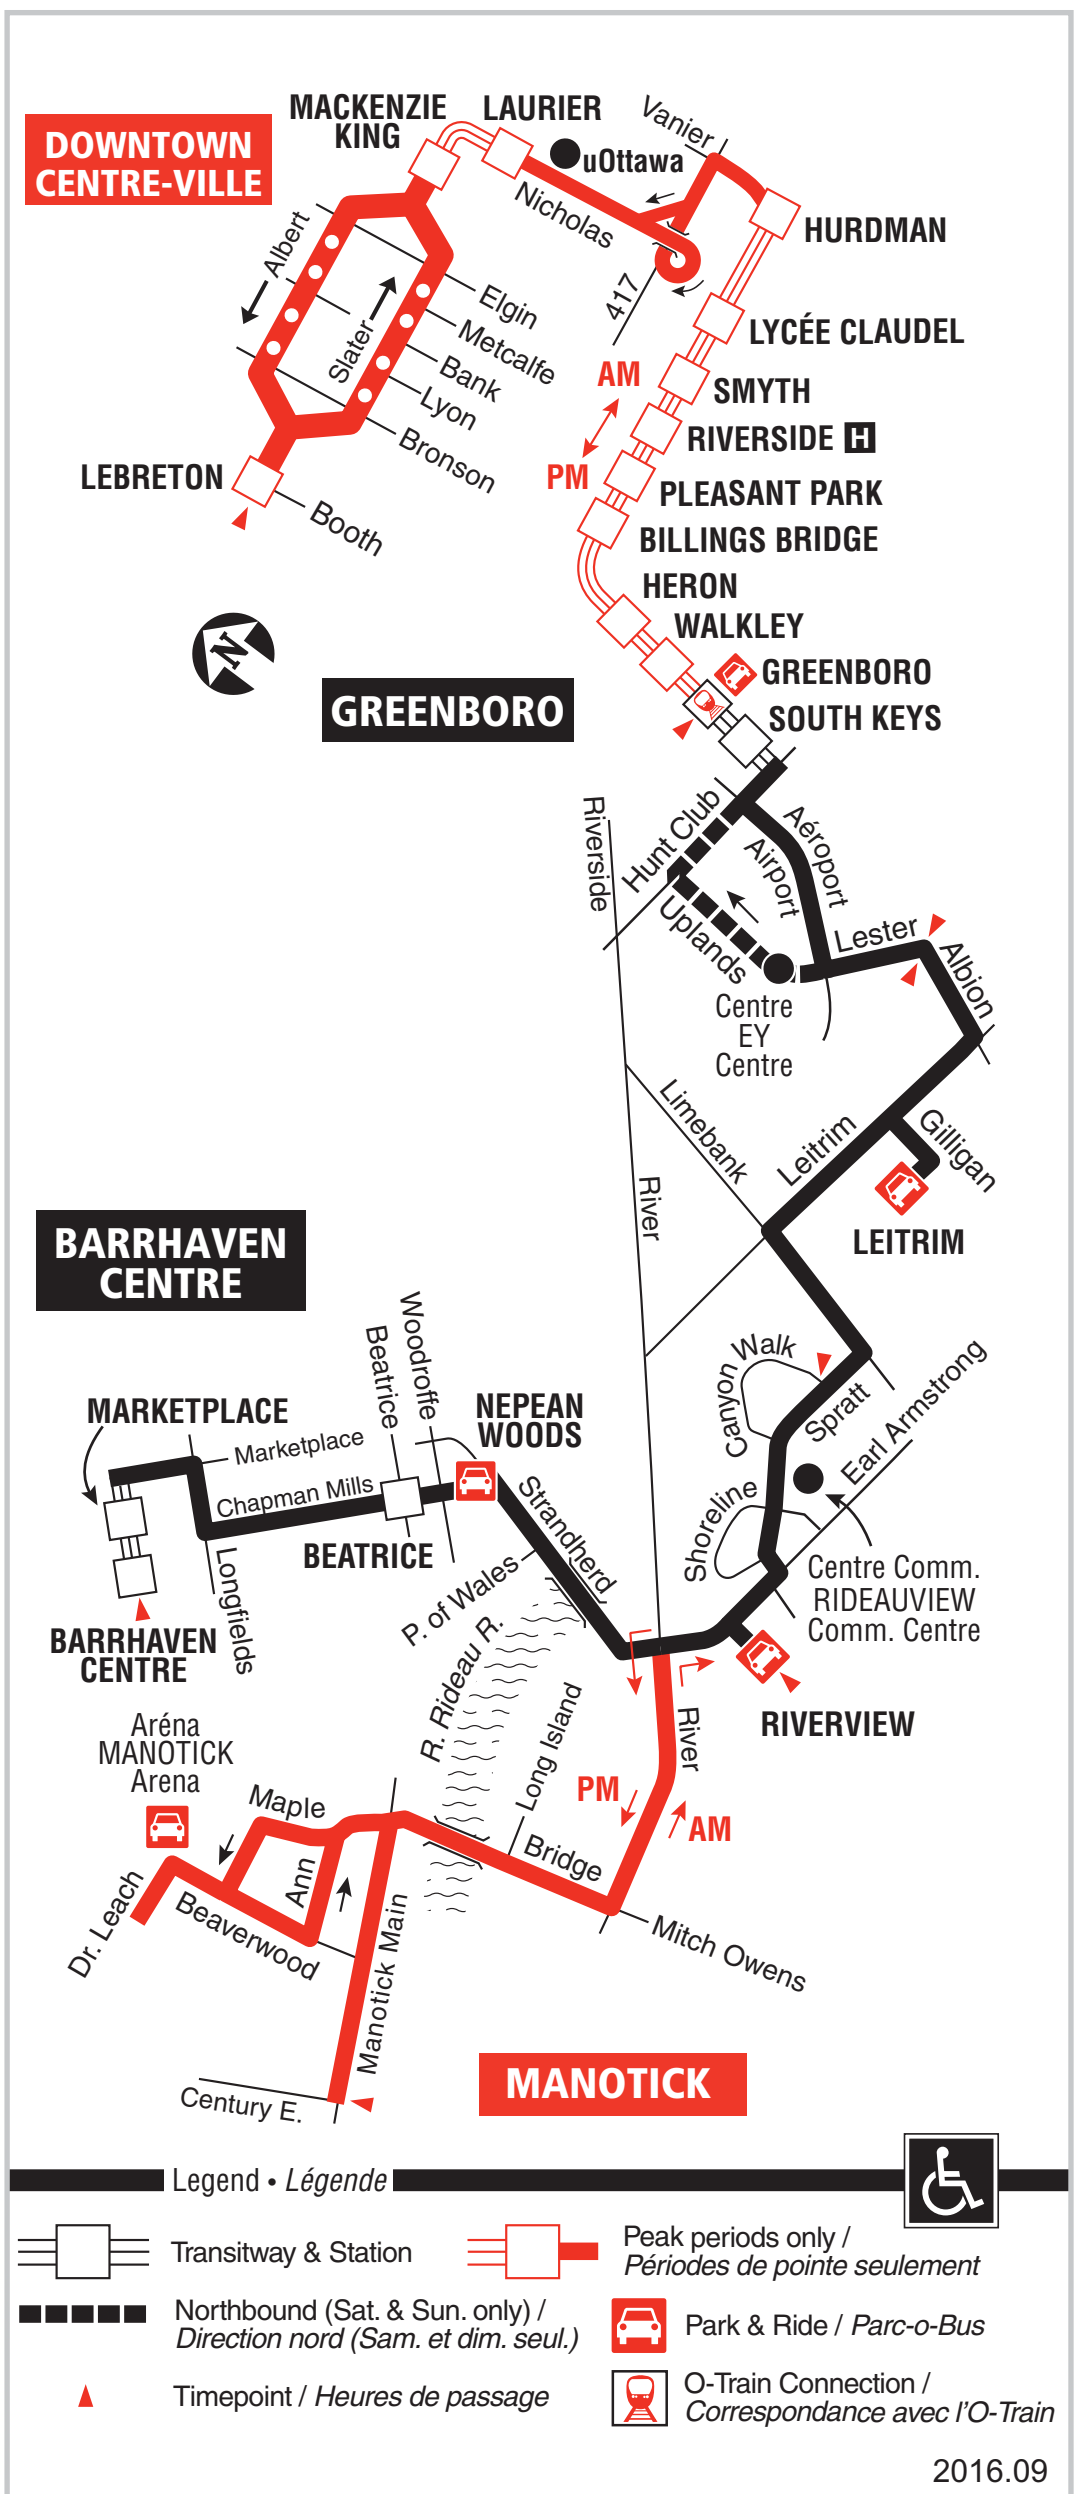 DOWNTOWN
CENTRE-VILLE
MACKENZIE
KING
LAURIER
uOttawa
Vanier
Nicholas
HURDMAN
Albert
Slater
417
Elgin
Metcalfe
Bank
Lyon
Bronson
LEBRETON
Booth
AM
PM
LYCÉE CLAUDEL
SMYTH
RIVERSIDE H
PLEASANT PARK
BILLINGS BRIDGE
HERON
WALKLEY
N
GREENBORO
GREENBORO
SOUTH KEYS
Riverside
Hunt Club
Aéroport
Airport
Uplands
Lester
Albion
Centre
EY
Centre
Limebank
Leitrim
Gilligan
River
LEITRIM
BARRHAVEN
CENTRE
Woodroffe
Beatrice
Canyon Walk
Spratt
Earl Armstrong
MARKETPLACE
NEPEAN
WOODS
Marketplace
Chapman Mills
Strandherd
Shoreline
BEATRICE
Longfields
P. of Wales
Centre Comm.
RIDEAUVIEW
Comm. Centre
BARRHAVEN
CENTRE
R. Rideau R.
Long Island
River
RIVERVIEW
Aréna
MANOTICK
Arena
Maple
PM
AM
Bridge
Ann
Dr. Leach
Beaverwood
Manotick Main
Mitch Owens
MANOTICK
Century E.
Legend • Légende
Transitway & Station
Peak periods only /
Périodes de pointe seulement
Northbound (Sat. & Sun. only) /
Direction nord (Sam. et dim. seul.)
Park & Ride / Parc-o-Bus
Timepoint / Heures de passage
O-Train Connection /
Correspondance avec l'O-Train
2016.09